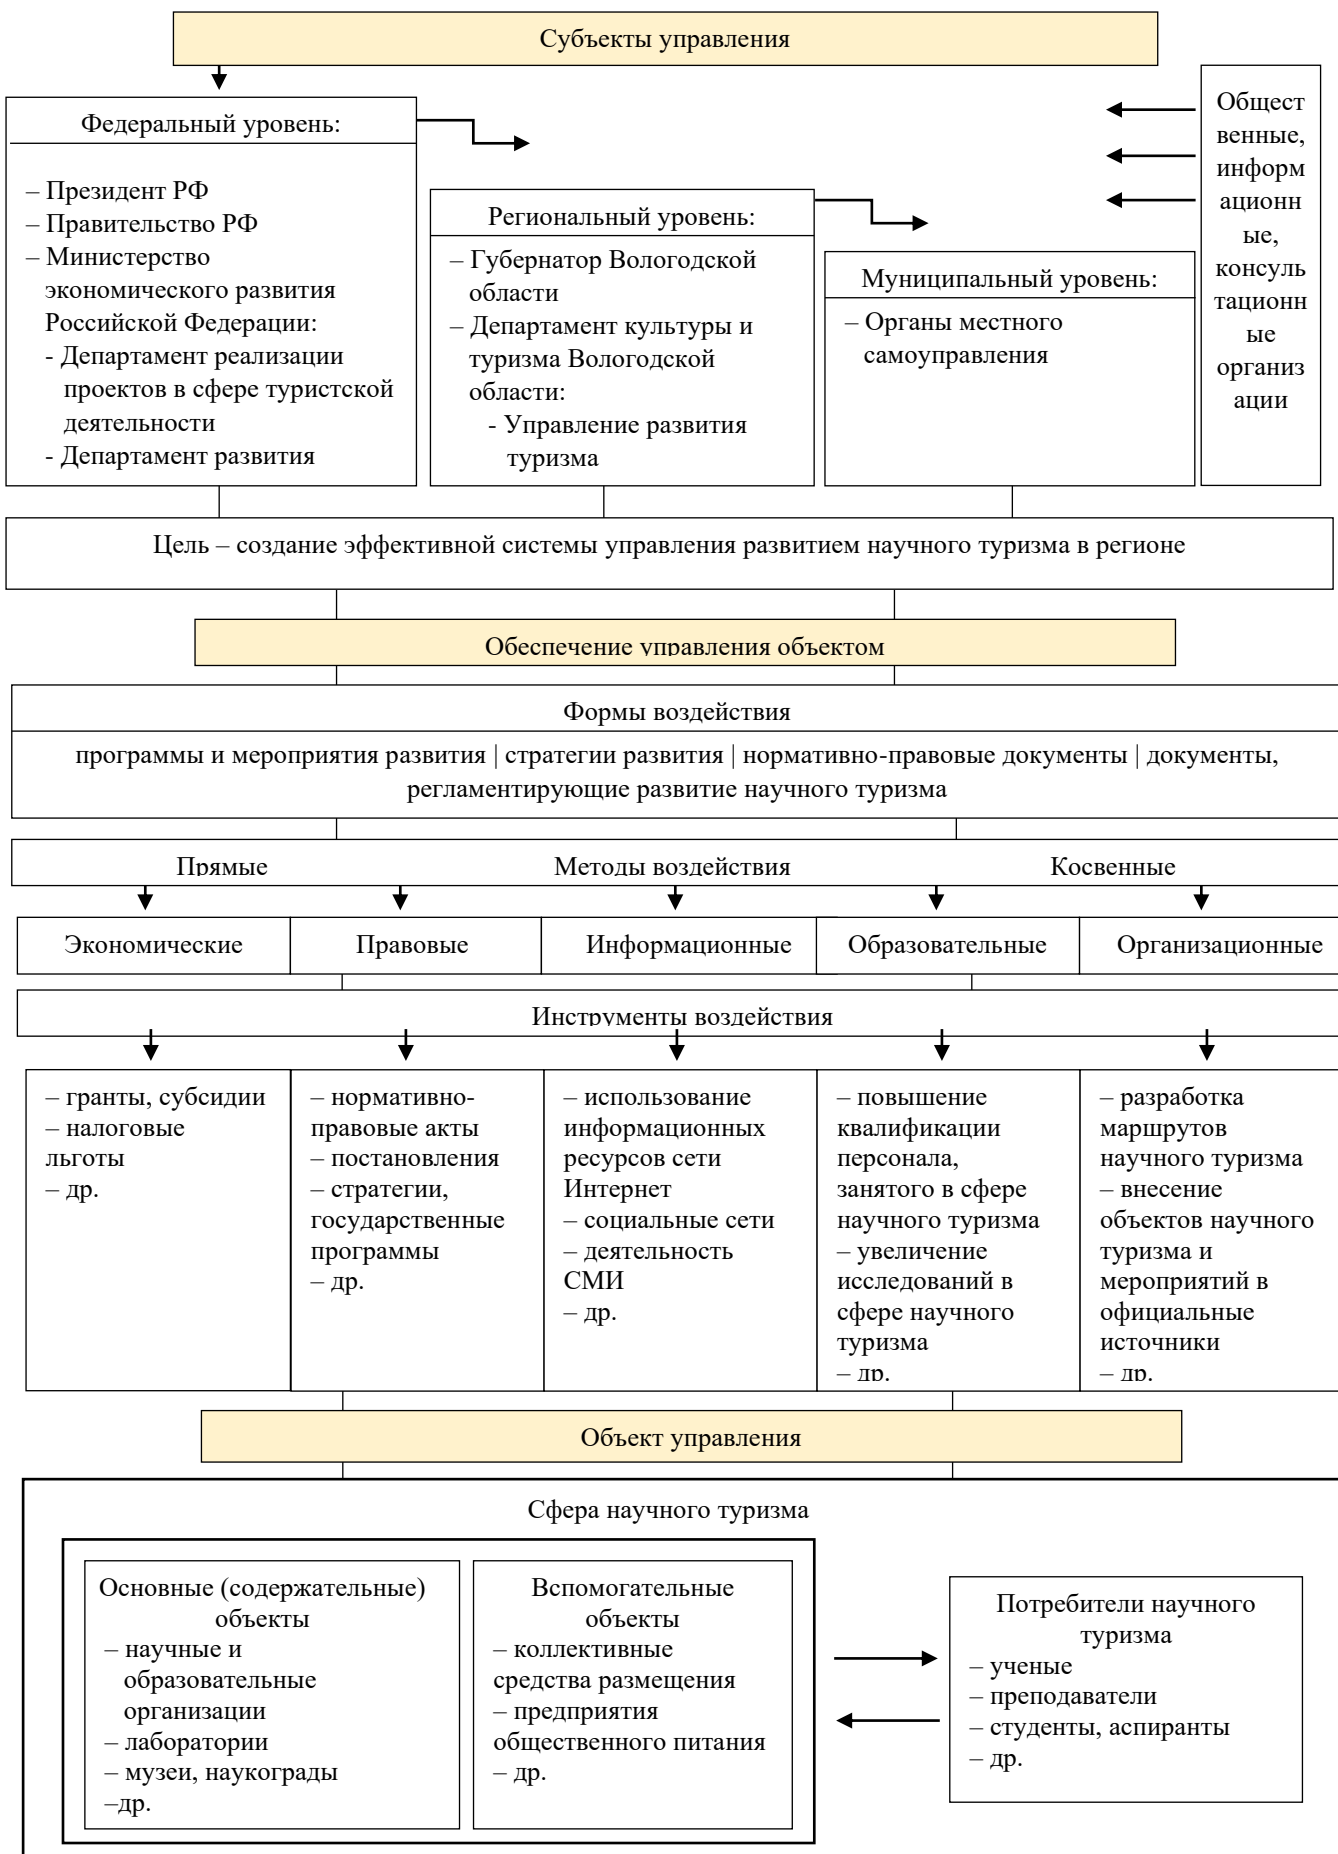 Субъекты управления
Федеральный уровень:
– Президент РФ
– Правительство РФ
– Министерство
экономического развития
Российской Федерации:
- Департамент реализации
проектов в сфере туристской
деятельности
- Департамент развития
Региональный уровень:
– Губернатор Вологодской
области
– Департамент культуры и
туризма Вологодской
области:
- Управление развития
туризма
Муниципальный уровень:
– Органы местного
самоуправления
Общест
венные,
информ
ационн
ые,
консуль
тационн
ые
организ
ации
Цель – создание эффективной системы управления развитием научного туризма в регионе
Обеспечение управления объектом
Формы воздействия
программы и мероприятия развития | стратегии развития | нормативно-правовые документы | документы,
регламентирующие развитие научного туризма
Прямые Методы воздействия Косвенные
Экономические Правовые Информационные Образовательные Организационные
Инструменты воздействия
– гранты, субсидии
– налоговые
льготы
– др.
– нормативно-
правовые акты
– постановления
– стратегии,
государственные
программы
– др.
– использование
информационных
ресурсов сети
Интернет
– социальные сети
– деятельность
СМИ
– др.
– повышение
квалификации
персонала,
занятого в сфере
научного туризма
– увеличение
исследований в
сфере научного
туризма
– др.
– разработка
маршрутов
научного туризма
– внесение
объектов научного
туризма и
мероприятий в
официальные
источники
– др.
Объект управления
Сфера научного туризма
Основные (содержательные)
объекты
– научные и
образовательные
организации
– лаборатории
– музеи, наукограды
–др.
Вспомогательные
объекты
– коллективные
средства размещения
– предприятия
общественного питания
– др.
Потребители научного
туризма
– ученые
– преподаватели
– студенты, аспиранты
– др.